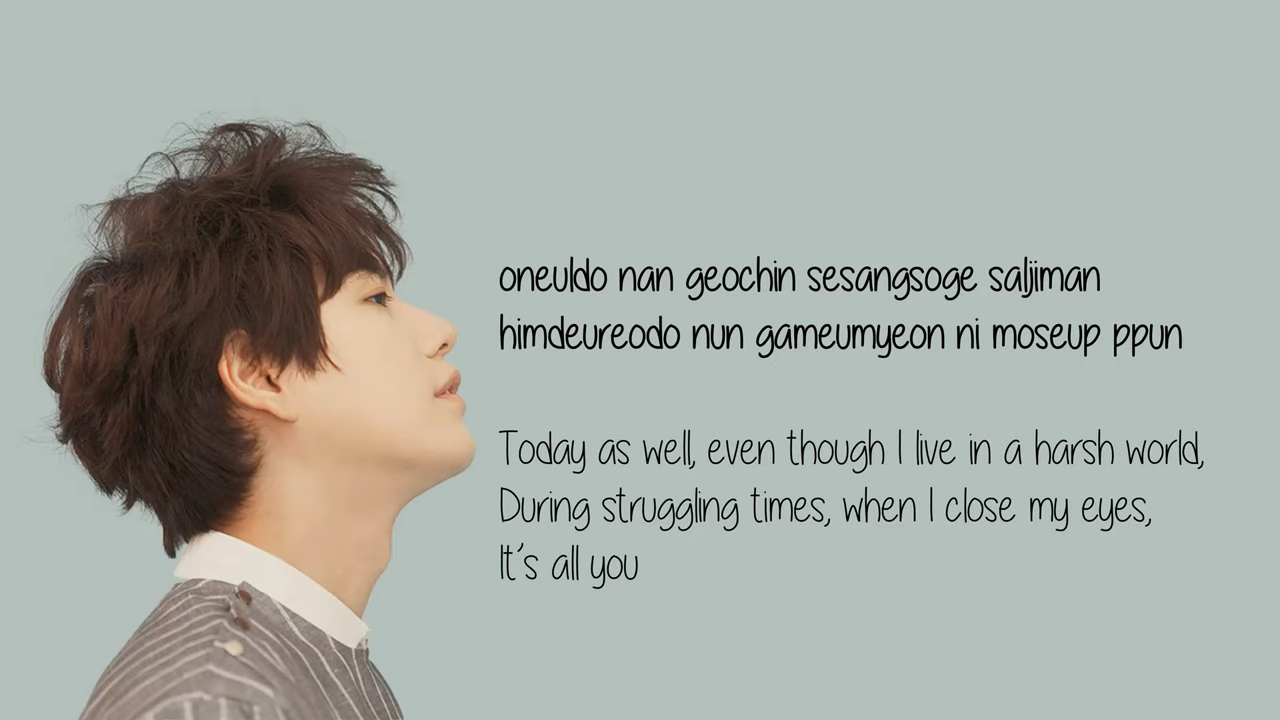 oneuldo nan geochin sesangsoge saljiman
himdeureodo nun gameumyeon ni moseup ppun
Today as well, even though I live in a harsh world,
During struggling times, when I close my eyes,
It's all you